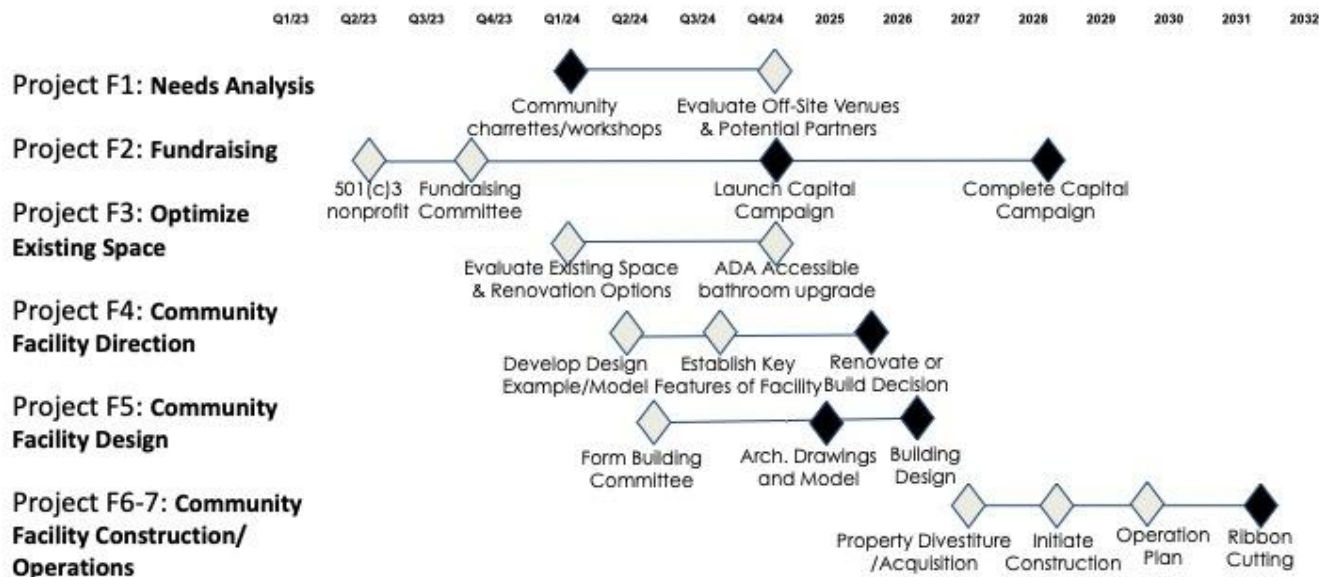 Q1/23 Q2/23 Q3/23 Q4/23 Q1/24 Q2/24 Q3/24 Q4/24 2025 2026 2027 2028 2029 2030 2031 2032
Project F1: Needs Analysis
Community
charrettes/workshops
Evaluate Off-Site Venues
& Potential Partners
Project F2: Fundraising
501(c)3
nonprofit
Fundraising
Committee
Launch Capital
Campaign
Complete Capital
Campaign
Project F3: Optimize
Existing Space
Evaluate Existing Space
& Renovation Options
ADA Accessible
bathroom upgrade
Project F4: Community
Facility Direction
Develop Design
Example/Model
Establish Key
Features of Facility
Renovate or
Build Decision
Project F5: Community
Facility Design
Form Building
Committee
Arch. Drawings
and Model
Building
Design
Project F6-7: Community
Facility Construction/
Operations
Property Divestiture
/Acquisition
Initiate
Construction
Operation
Plan
Ribbon
Cutting